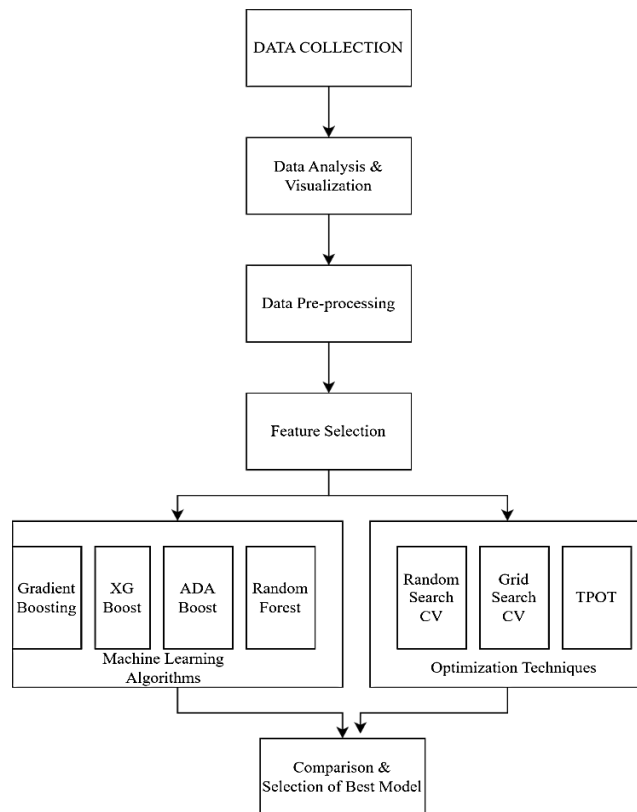 DATA COLLECTION
Data Analysis &
Visualization
Data Pre-processing
Feature Selection
Gradient
Boosting
XG
Boost
ADA
Boost
Random
Forest
Machine Learning
Algorithms
Random
Search
CV
Grid
Search
CV
TPOT
Optimization Techniques
Comparison &
Selection of Best Model